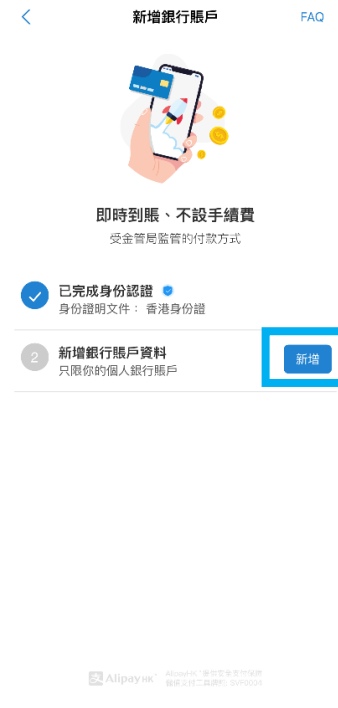 新增銀行賬戶
FAQ
即時到賬、不設手續費
受金管局監管的付款方式
已完成身份認證
身份證明文件： 香港身份證
2
新增銀行賬戶資料
只限你的個人銀行賬戶
新增
支 AlipayHK